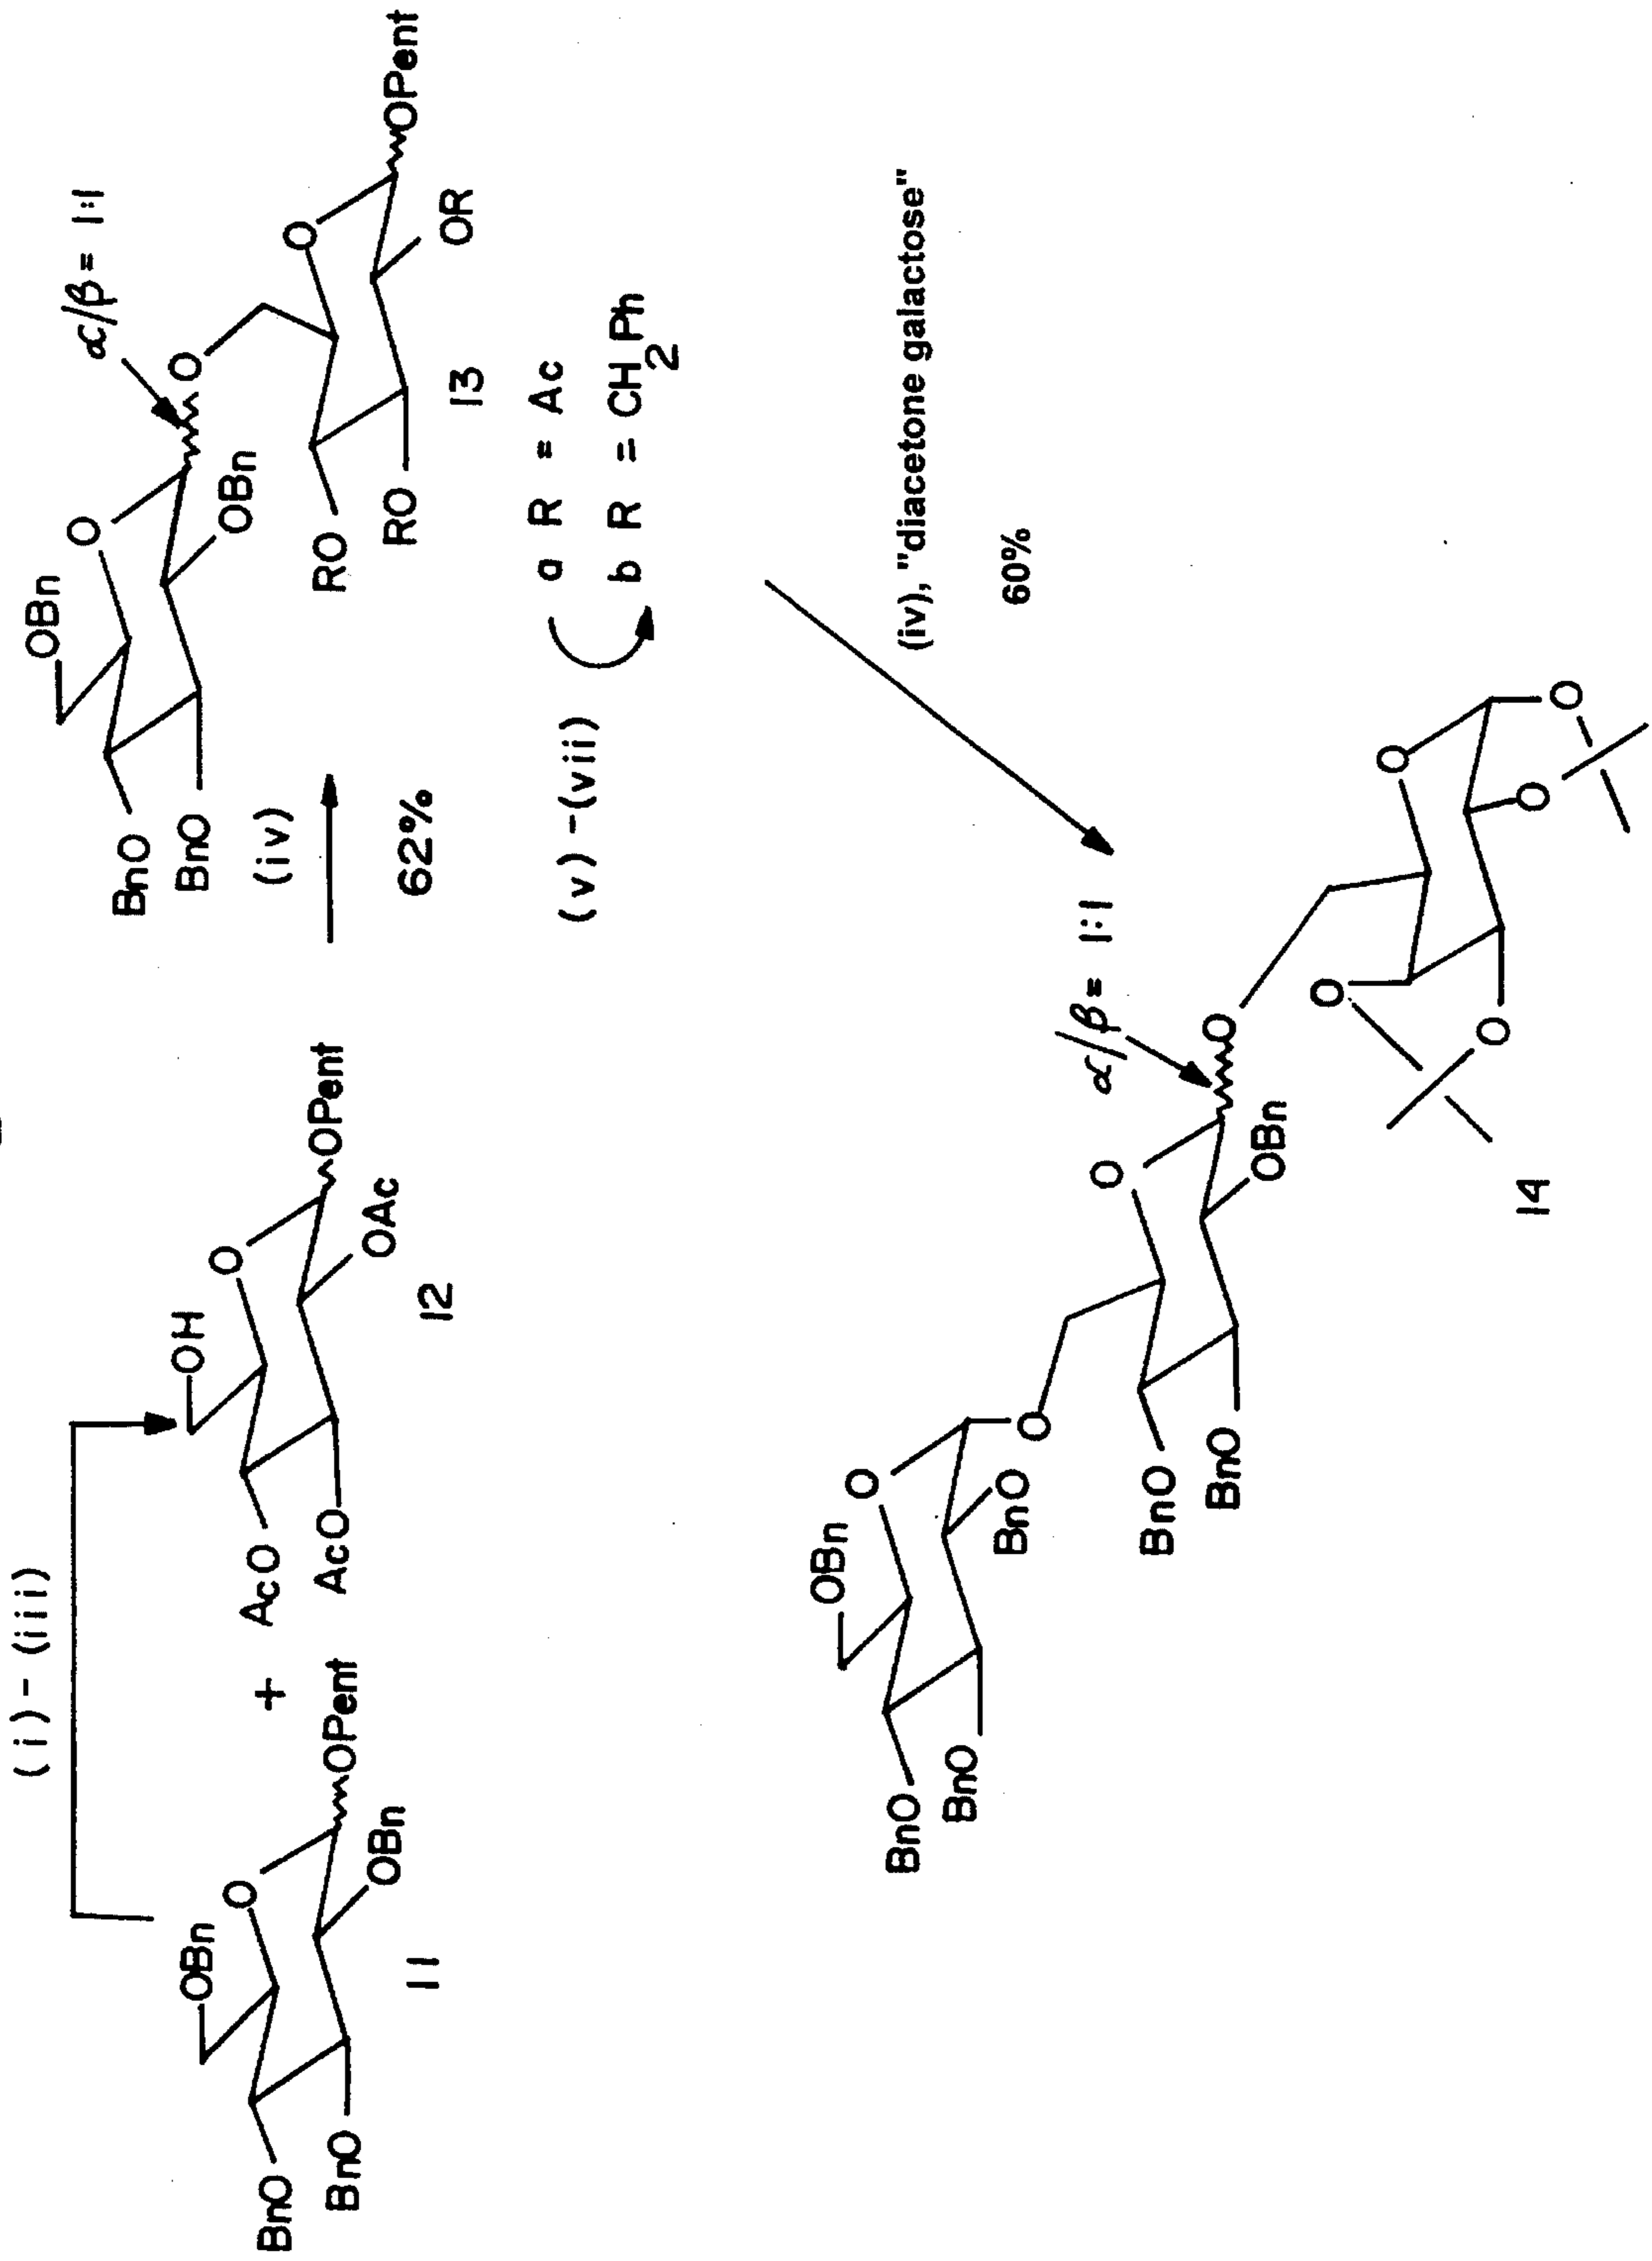 (i)-(iii)
OBn
O
BnO
BnO
OBn
OPent
11
+
OH
O
AcO
AcO
OAc
OPent
12
(iv)
62%
OBn
O
BnO
BnO
OBn
O
α/β = 1:1
O
RO
RO
OR
OPent
13
a R = Ac
b R = CH2Ph
(v)-(vii)
(iv), "diacetone galactose"
60%
OBn
O
BnO
BnO
BnO
O
O
BnO
BnO
OBn
O
α/β = 1:1
O
O
O
O
O
14